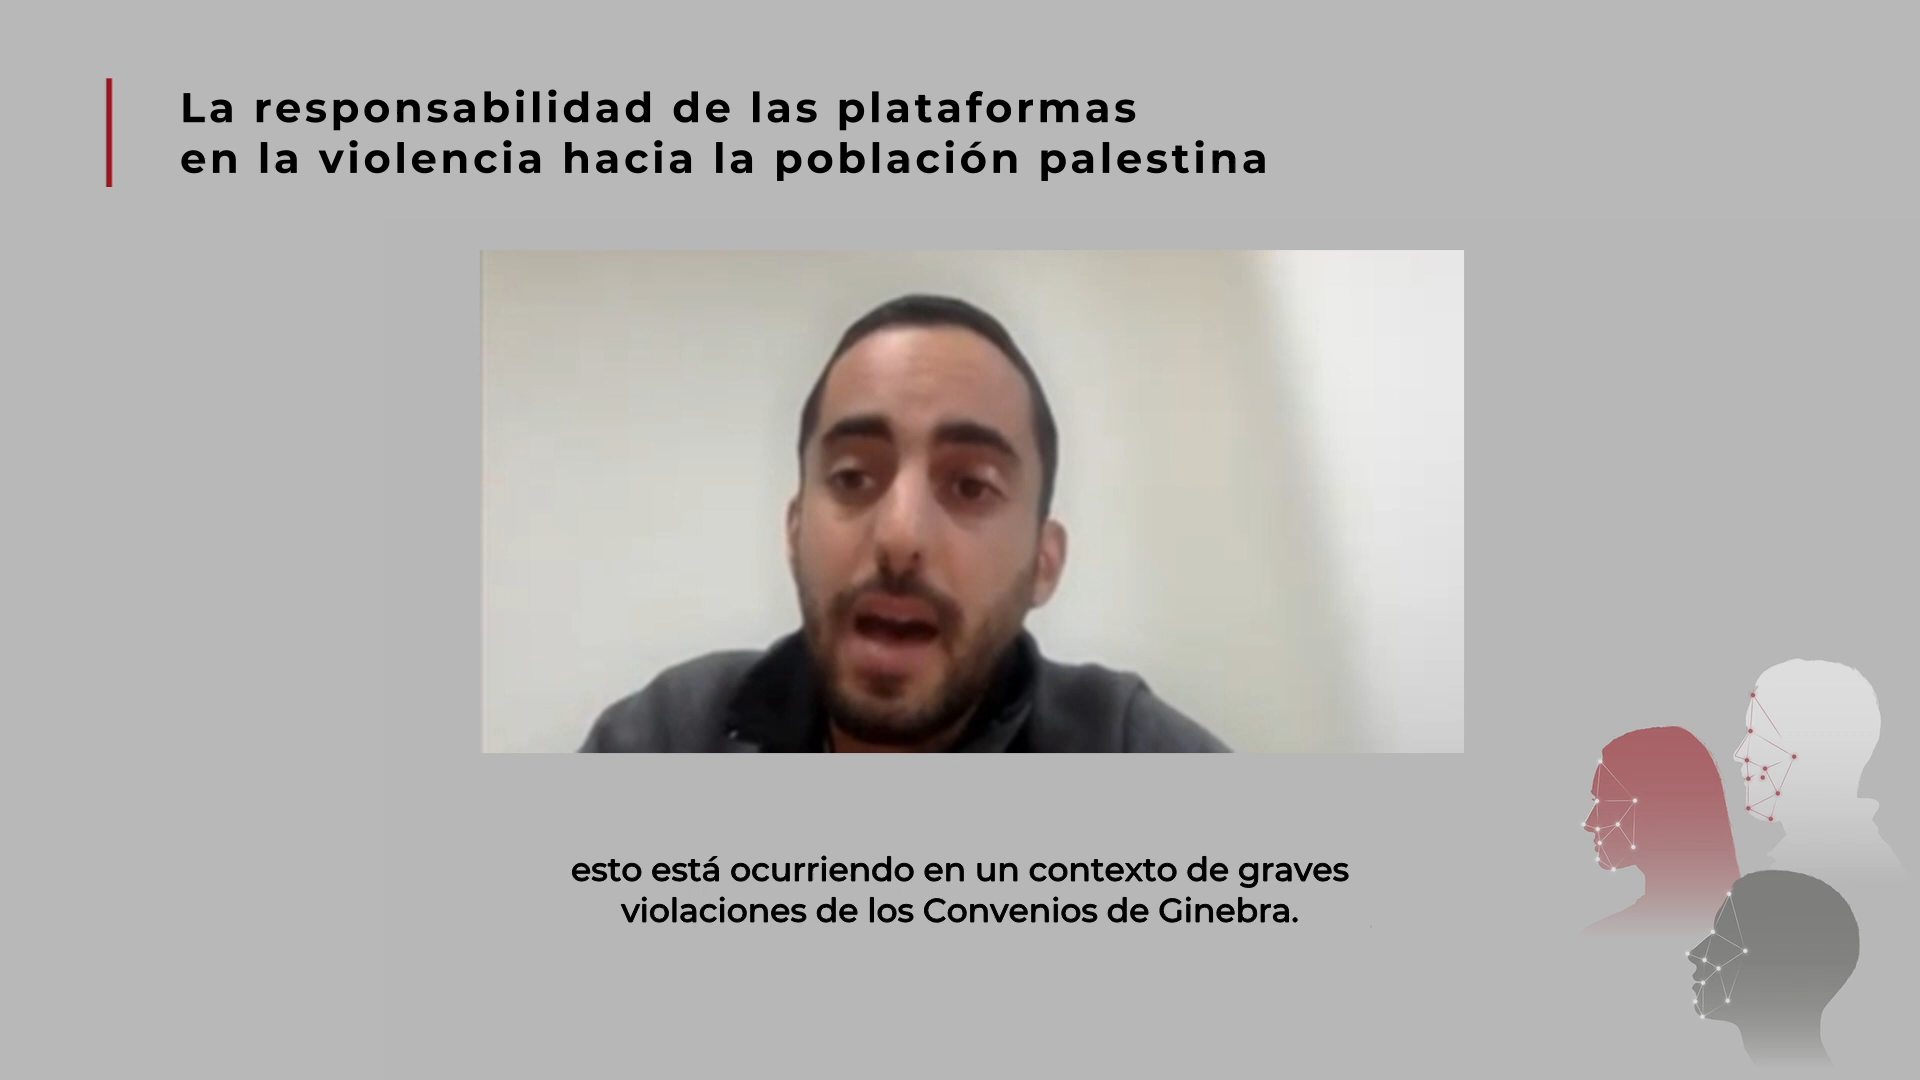 La responsabilidad de las plataformas
en la violencia hacia la población palestina
esto está ocurriendo en un contexto de graves
violaciones de los Convenios de Ginebra.